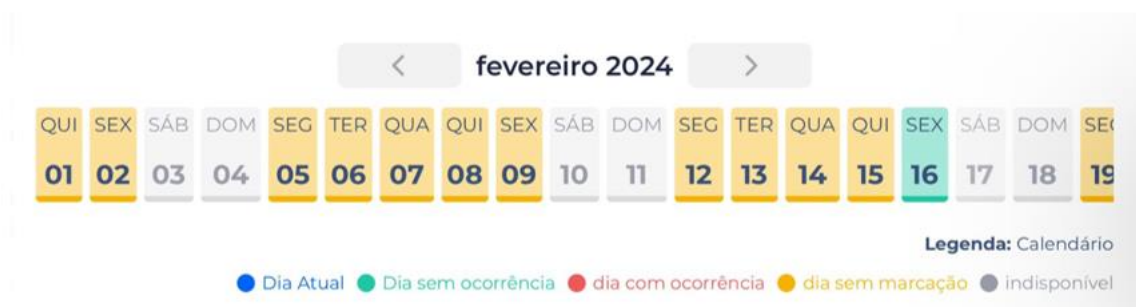 fevereiro 2024
QUI SEX SÁB DOM SEG TER QUA QUI SEX SÁB DOM SEG TER QUA QUI SEX SÁB DOM
01 02 03 04 05 06 07 08 09 10 11 12 13 14 15 16 17 18 19
Legenda: Calendário
Dia Atual Dia sem ocorrência dia com ocorrência dia sem marcação indisponível